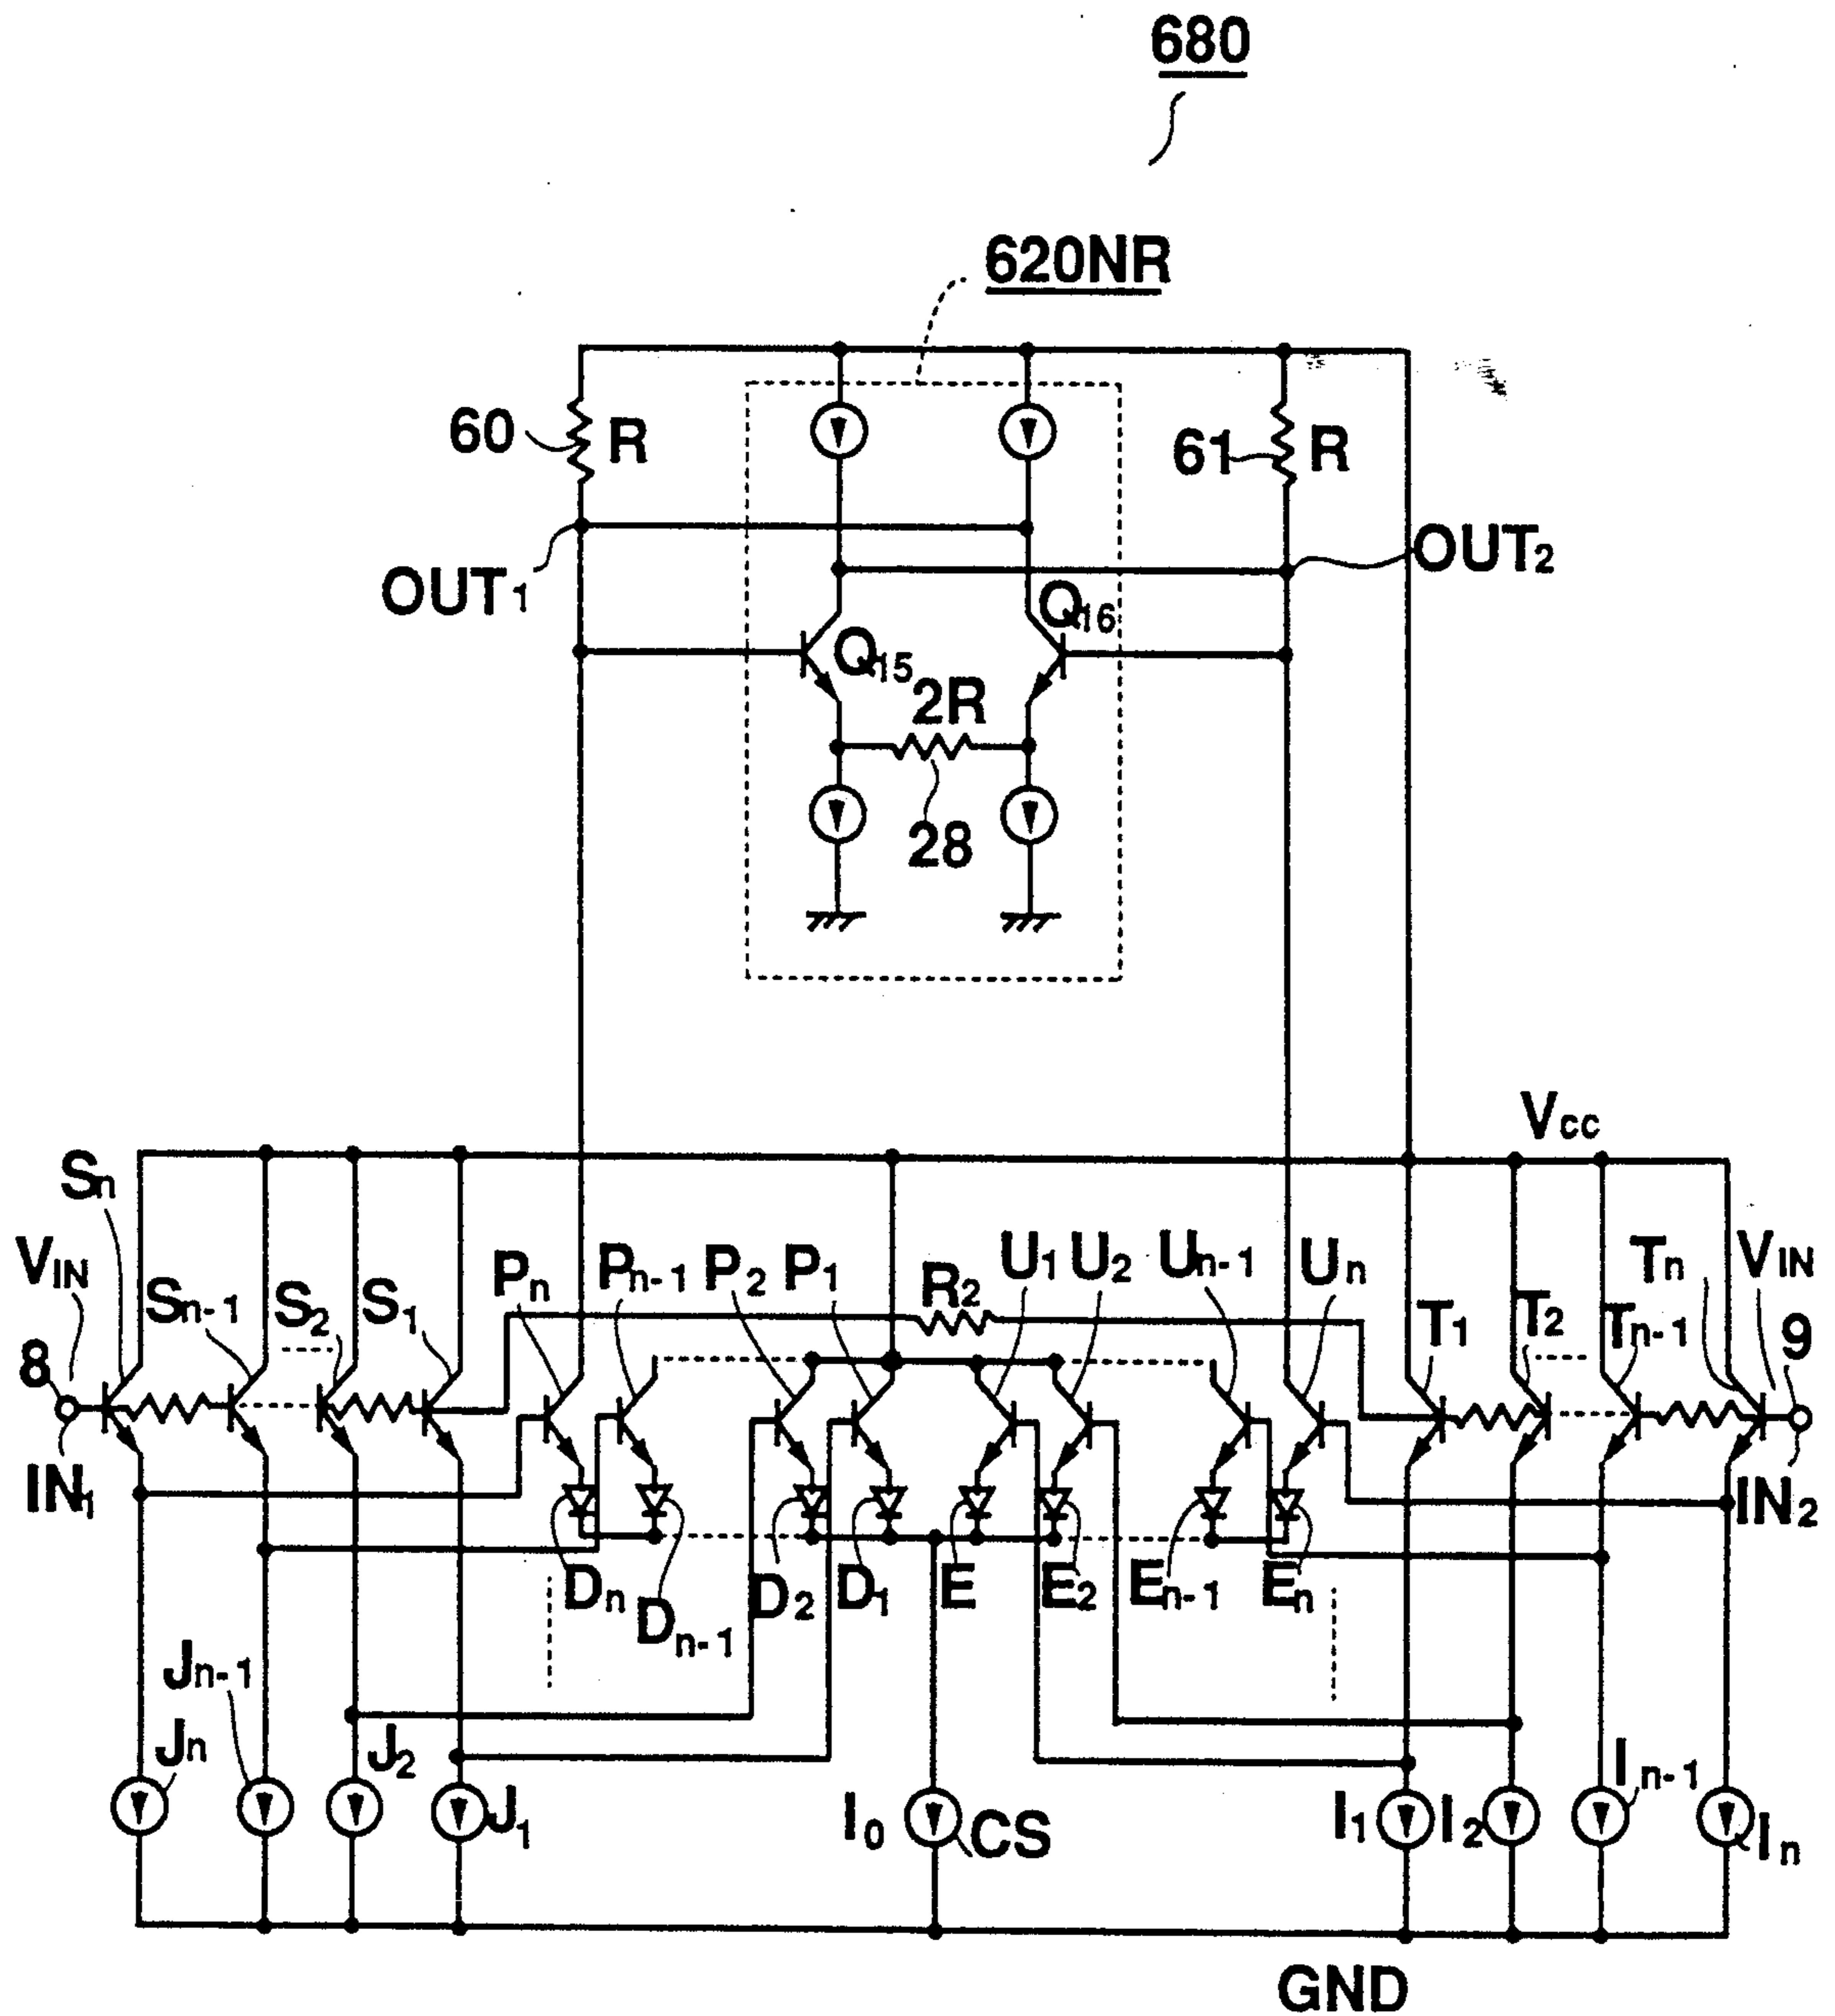 680
620NR
60 R
61 R
OUT1
OUT2
Q15
Q16
2R
28
Vcc
Sn
VIN
Sn-1
S2
S1
Pn
Pn-1
P2
P1
R2
U1
U2
Un-1
Un
T1
T2
Tn-1
Tn
VIN
8
9
IN1
IN2
Dn
Dn-1
D2
D1
E
E2
En-1
En
Jn-1
Jn
J2
J1
I0
CS
I1
I2
In-1
In
GND